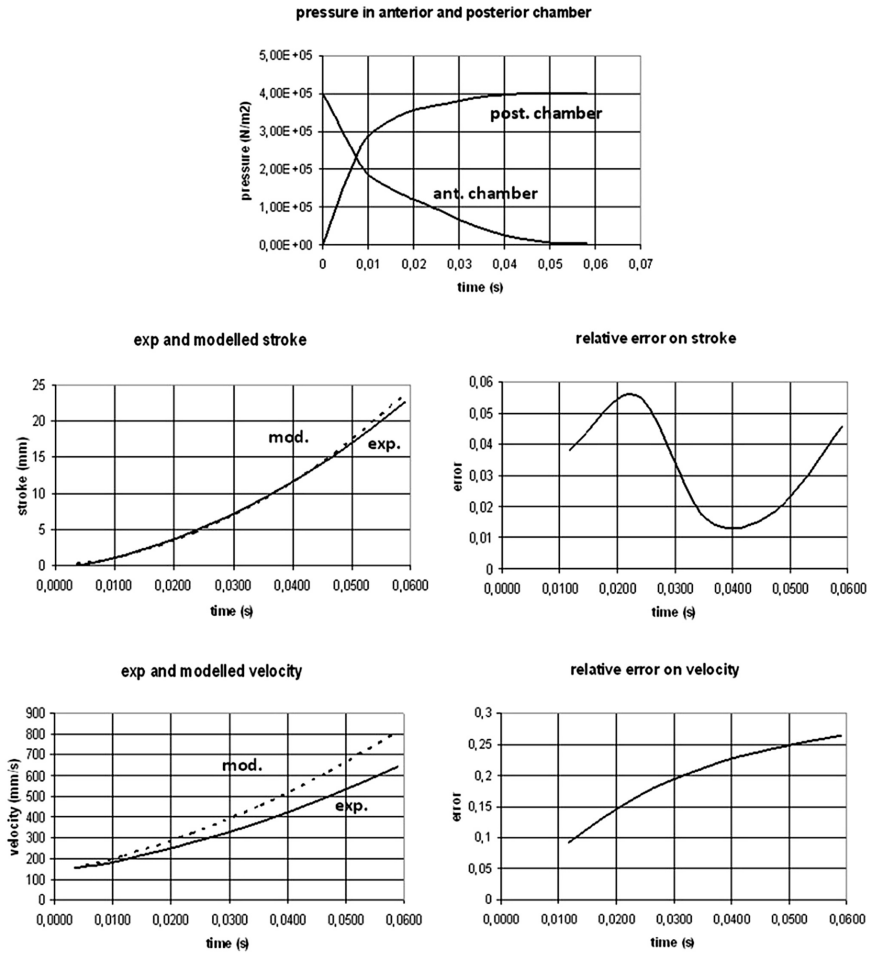 pressure in anterior and posterior chamber
5,00E+05
4,00E+05
3,00E+05
2,00E+05
1,00E+05
0,00E+00
pressure (N/m2)
post. chamber
ant. chamber
0 0,01 0,02 0,03 0,04 0,05 0,06 0,07
time (s)
exp and modelled stroke
25
20
15
10
5
0
stroke (mm)
mod.
exp.
0,0000 0,0100 0,0200 0,0300 0,0400 0,0500 0,0600
time (s)
relative error on stroke
0,06
0,05
0,04
0,03
0,02
0,01
0
error
0,0000 0,0100 0,0200 0,0300 0,0400 0,0500 0,0600
time (s)
exp and modelled velocity
900
800
700
600
500
400
300
200
100
0
velocity (mm/s)
mod.
exp.
0,0000 0,0100 0,0200 0,0300 0,0400 0,0500 0,0600
time (s)
relative error on velocity
0,3
0,25
0,2
0,15
0,1
0,05
0
error
0,0000 0,0100 0,0200 0,0300 0,0400 0,0500 0,0600
time (s)